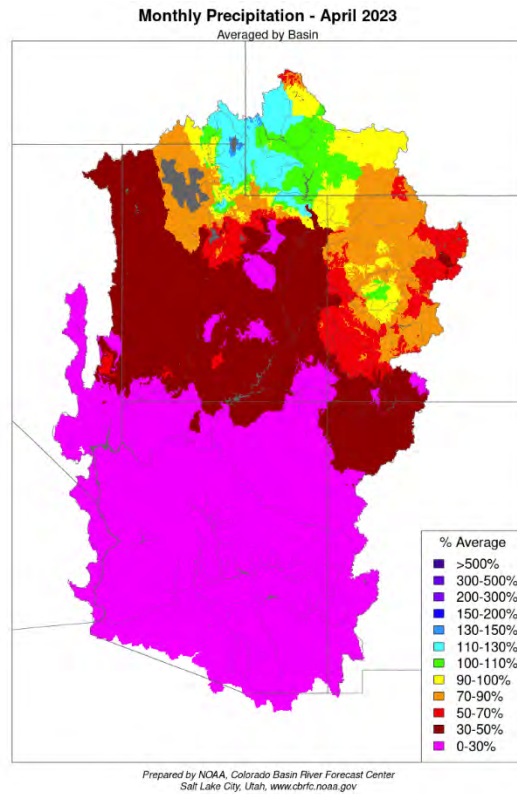 Monthly Precipitation - April 2023
Averaged by Basin
% Average
>500%
300-500%
200-300%
150-200%
130-150%
110-130%
100-110%
90-100%
70-90%
50-70%
30-50%
0-30%
Prepared by NOAA, Colorado Basin River Forecast Center
Salt Lake City, Utah, www.cbrfc.noaa.gov